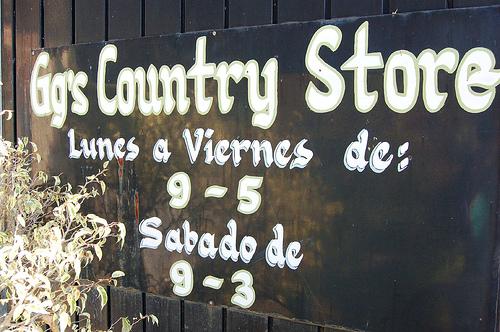 Gg's Country Store
Lunes a Viernes de:
9 - 5
Sabado de
9 - 3